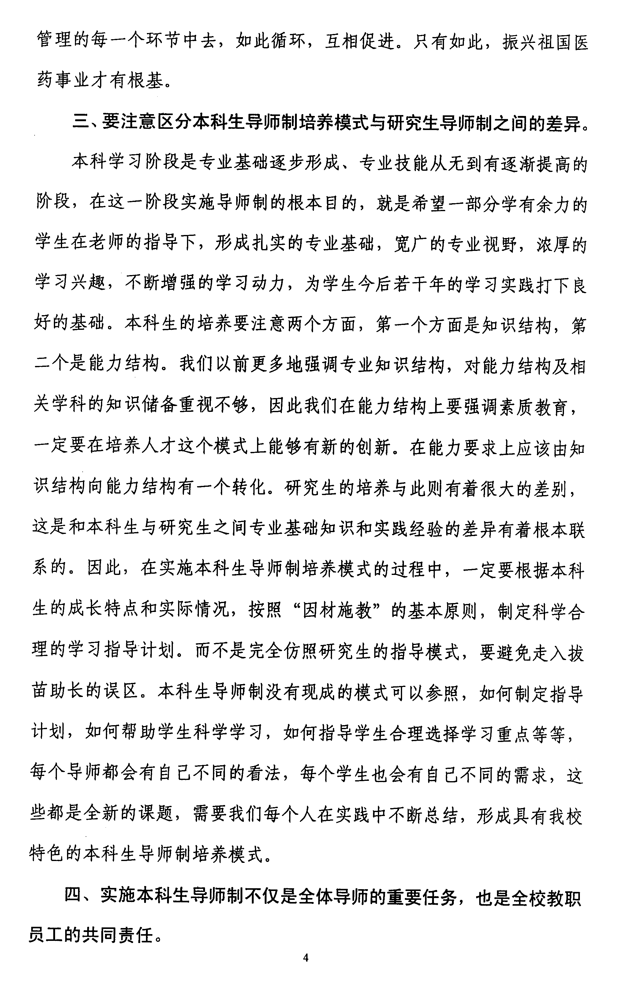 管理的每一个环节中去，如此循环，互相促进。只有如此，振兴祖国医
药事业才有根基。
三、要注意区分本科生导师制培养模式与研究生导师制之间的差异。
本科学习阶段是专业基础逐步形成、专业技能从无到有逐渐提高的
阶段，在这一阶段实施导师制的根本目的，就是希望一部分学有余力的
学生在老师的指导下，形成扎实的专业基础，宽广的专业视野，浓厚的
学习兴趣，不断增强的学习动力，为学生今后若干年的学习实践打下良
好的基础。本科生的培养要注意两个方面，第一个方面是知识结构，第
二个是能力结构。我们以前更多地强调专业知识结构，对能力结构及相
关学科的知识储备重视不够，因此我们在能力结构上要强调素质教育，
一定要在培养人才这个模式上能够有新的创新。在能力要求上应该由知
识结构向能力结构有一个转化。研究生的培养与此则有着很大的差别，
这是和本科生与研究生之间专业基础知识和实践经验的差异有着根本联
系的。因此，在实施本科生导师制培养模式的过程中，一定要根据本科
生的成长特点和实际情况，按照“因材施教”的基本原则，制定科学合
理的学习指导计划。而不是完全仿照研究生的指导模式，要避免走入拔
苗助长的误区。本科生导师制没有现成的模式可以参照，如何制定指导
计划，如何帮助学生科学学习，如何指导学生合理选择学习重点等等，
每个导师都会有自己不同的看法，每个学生也会有自己不同的需求，这
些都是全新的课题，需要我们每个人在实践中不断总结，形成具有我校
特色的本科生导师制培养模式。
四、实施本科生导师制不仅是全体导师的重要任务，也是全校教职
员工的共同责任。
4